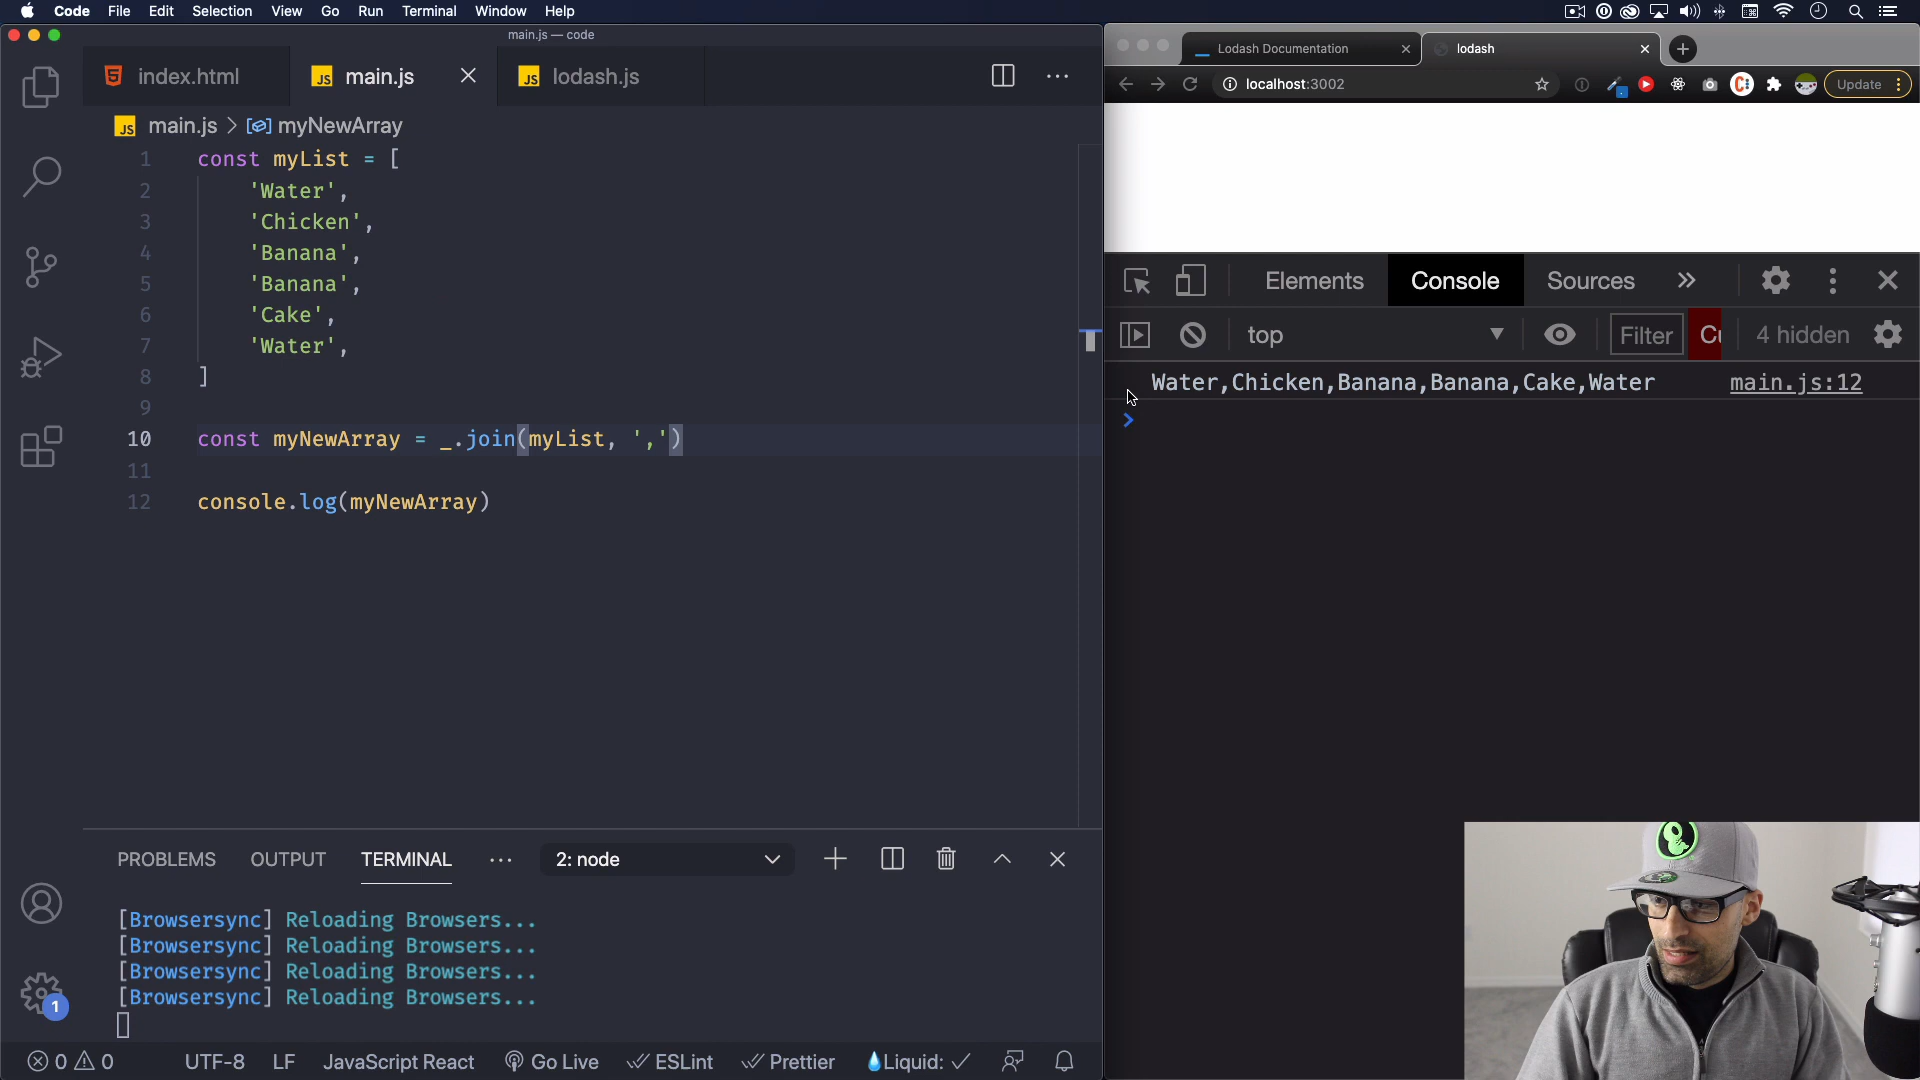 Code File Edit Selection View Go Run Terminal Window Help
main.js — code
index.html
JS main.js
JS lodash.js
JS main.js > myNewArray
1 const myList = [
2 'Water',
3 'Chicken',
4 'Banana',
5 'Banana',
6 'Cake',
7 'Water',
8 ]
9
10 const myNewArray = _.join(myList, ',')
11
12 console.log(myNewArray)
PROBLEMS OUTPUT TERMINAL ··· 2: node
[Browsersync] Reloading Browsers...
[Browsersync] Reloading Browsers...
[Browsersync] Reloading Browsers...
[Browsersync] Reloading Browsers...
1
0 0 UTF-8 LF JavaScript React Go Live ESLint Prettier Liquid:
Lodash Documentation
lodash
localhost:3002
Update
Elements Console Sources »
top Filter 4 hidden
Water,Chicken,Banana,Banana,Cake,Water main.js:12
>